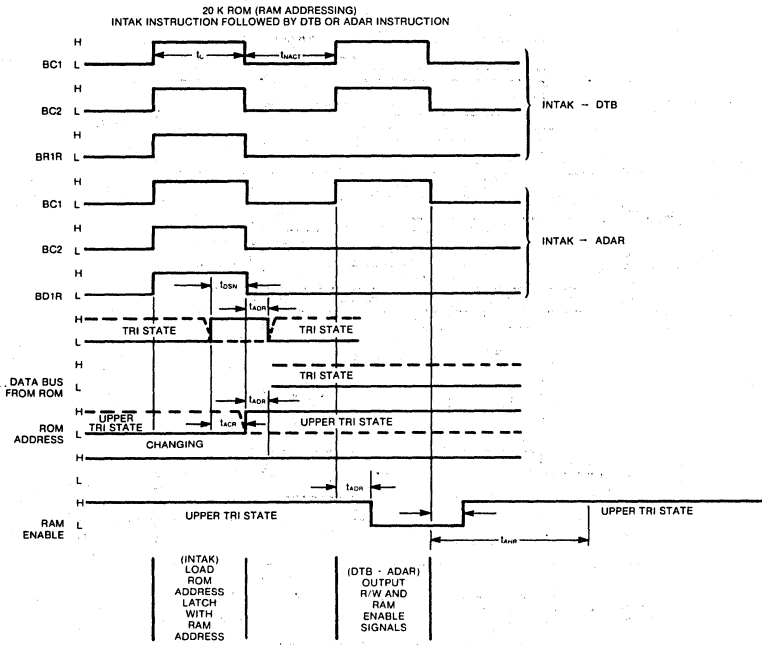 20 K ROM (RAM ADDRESSING)
INTAK INSTRUCTION FOLLOWED BY DTB OR ADAR INSTRUCTION
H
BC1 L
tL
tNACT
H
BC2 L
INTAK - DTB
H
BR1R L
H
BC1 L
H
BC2 L
INTAK - ADAR
H
BD1R L
tDSN
tADR
H
TRI STATE
TRI STATE
L
H
TRI STATE
DATA BUS
FROM ROM
L
tADR
H
UPPER
TRI STATE
tACR
UPPER TRI STATE
ROM
ADDRESS
L
CHANGING
H
L
tADR
H
UPPER TRI STATE
UPPER TRI STATE
RAM
ENABLE
L
tAHR
(INTAK)
LOAD
ROM
ADDRESS
LATCH
WITH
RAM
ADDRESS
(DTB - ADAR)
OUTPUT
R/W AND
RAM
ENABLE
SIGNALS